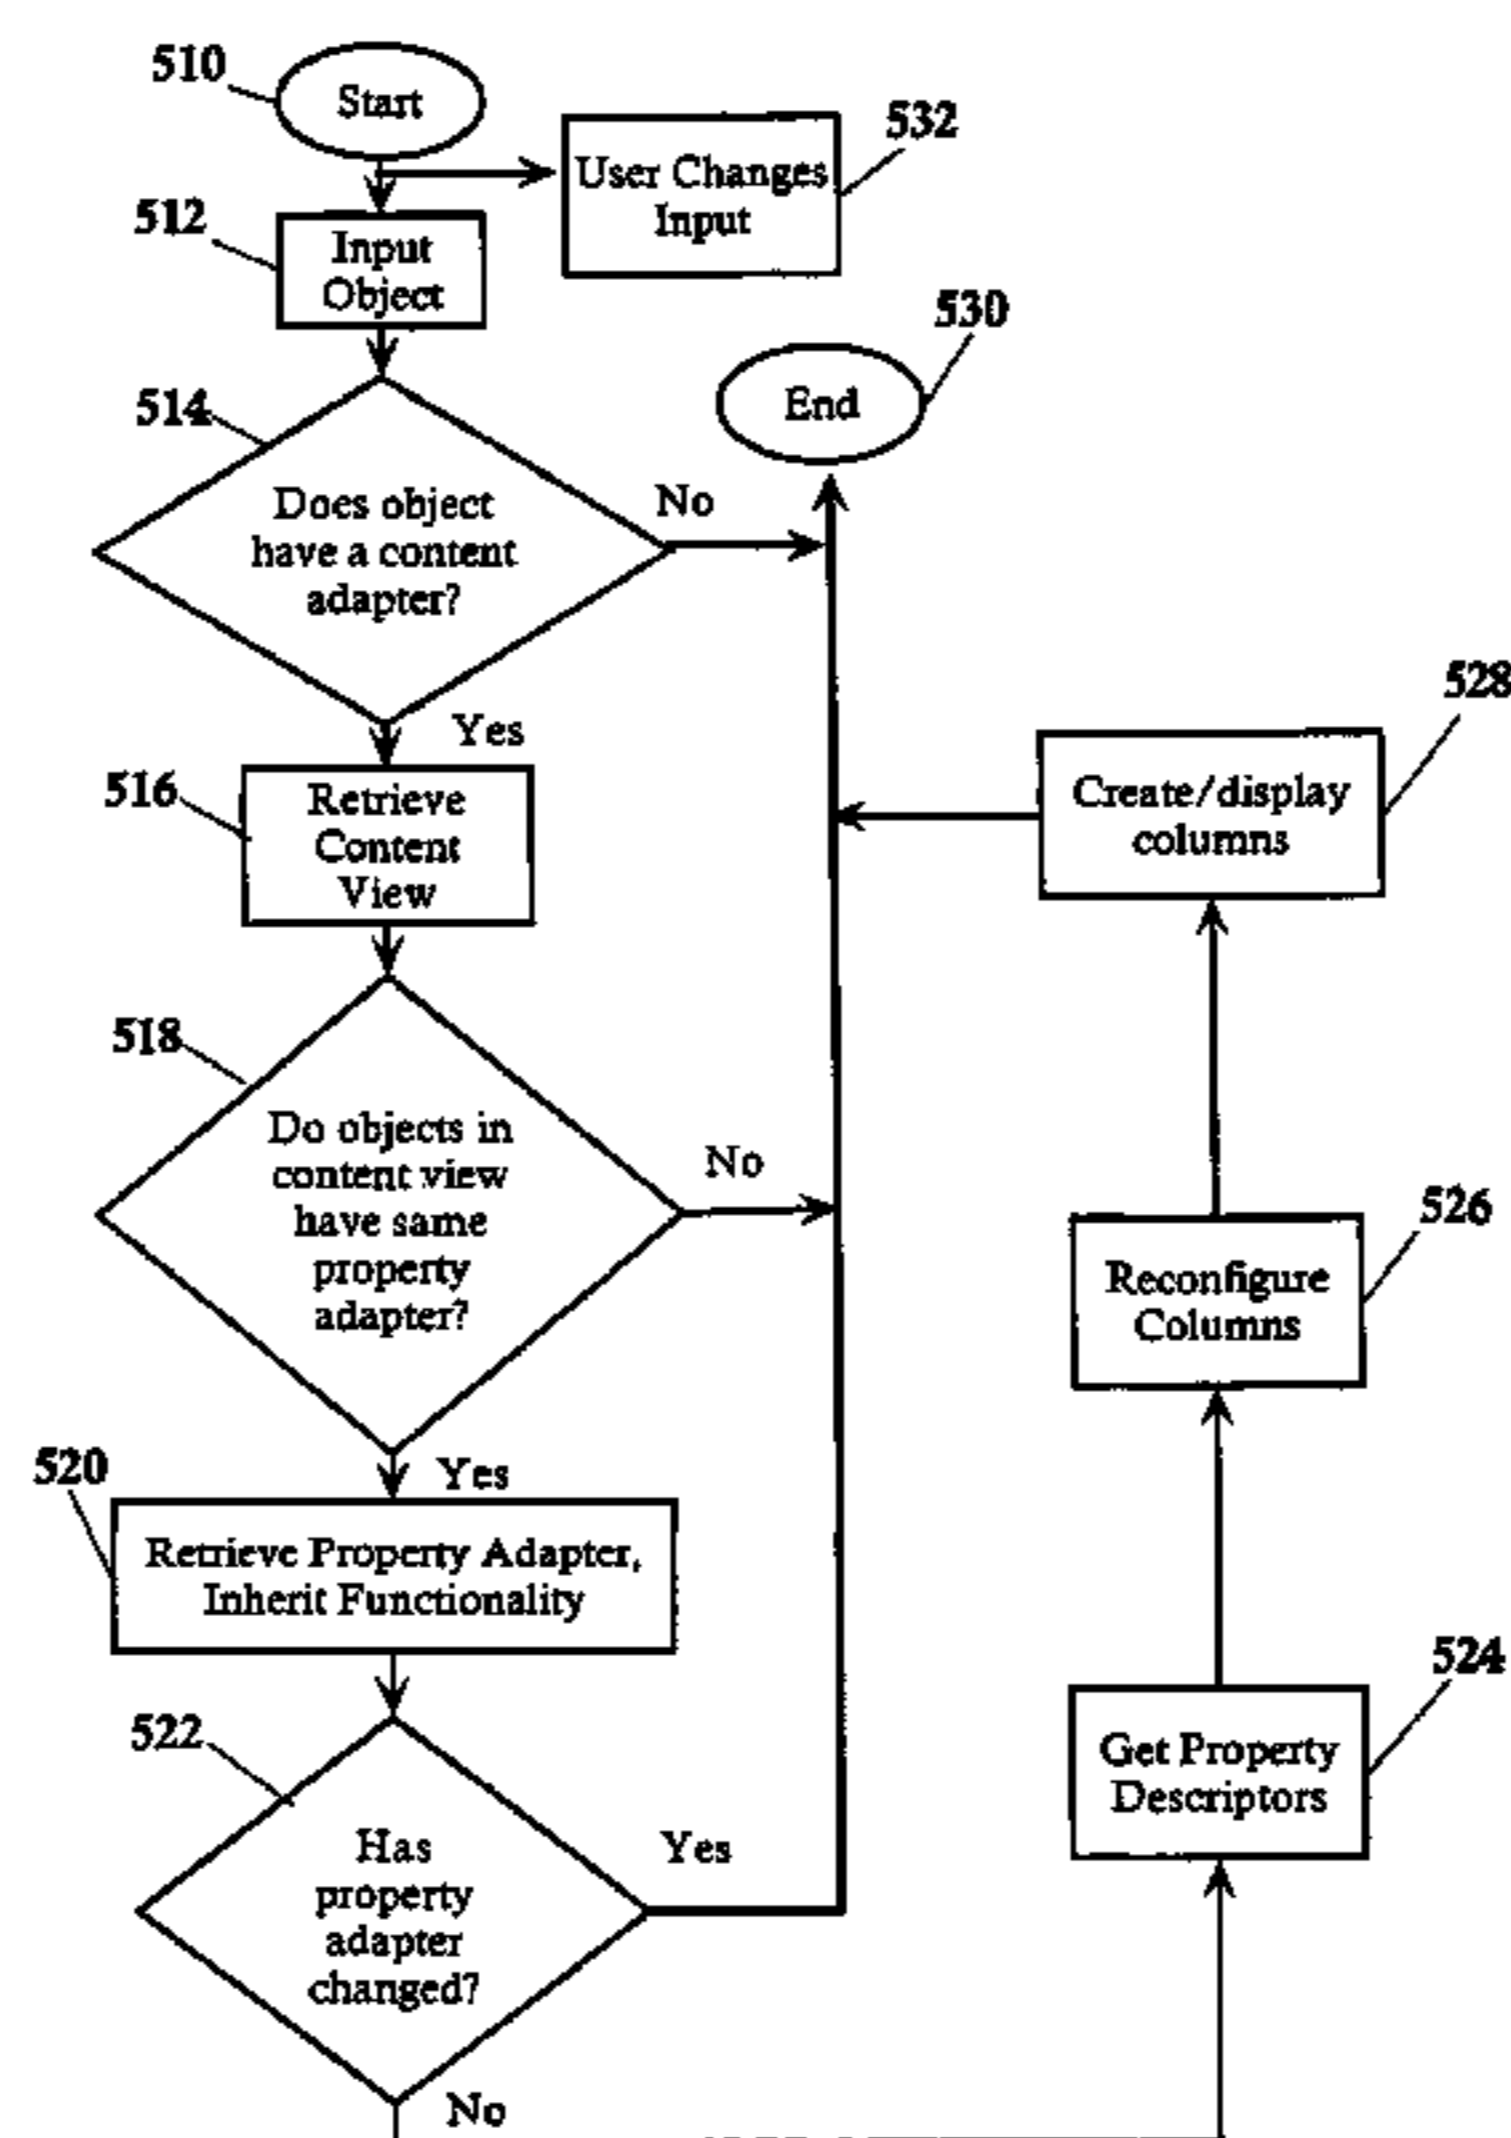 510
Start
532
User Changes
Input
512
Input
Object
530
End
514
Does object
have a content
adapter?
No
Yes
528
Create/display
columns
516
Retrieve
Content
View
518
Do objects in
content view
have same
property
adapter?
No
526
Reconfigure
Columns
Yes
520
Retrieve Property Adapter,
Inherit Functionality
524
Get Property
Descriptors
522
Has
property
adapter
changed?
Yes
No